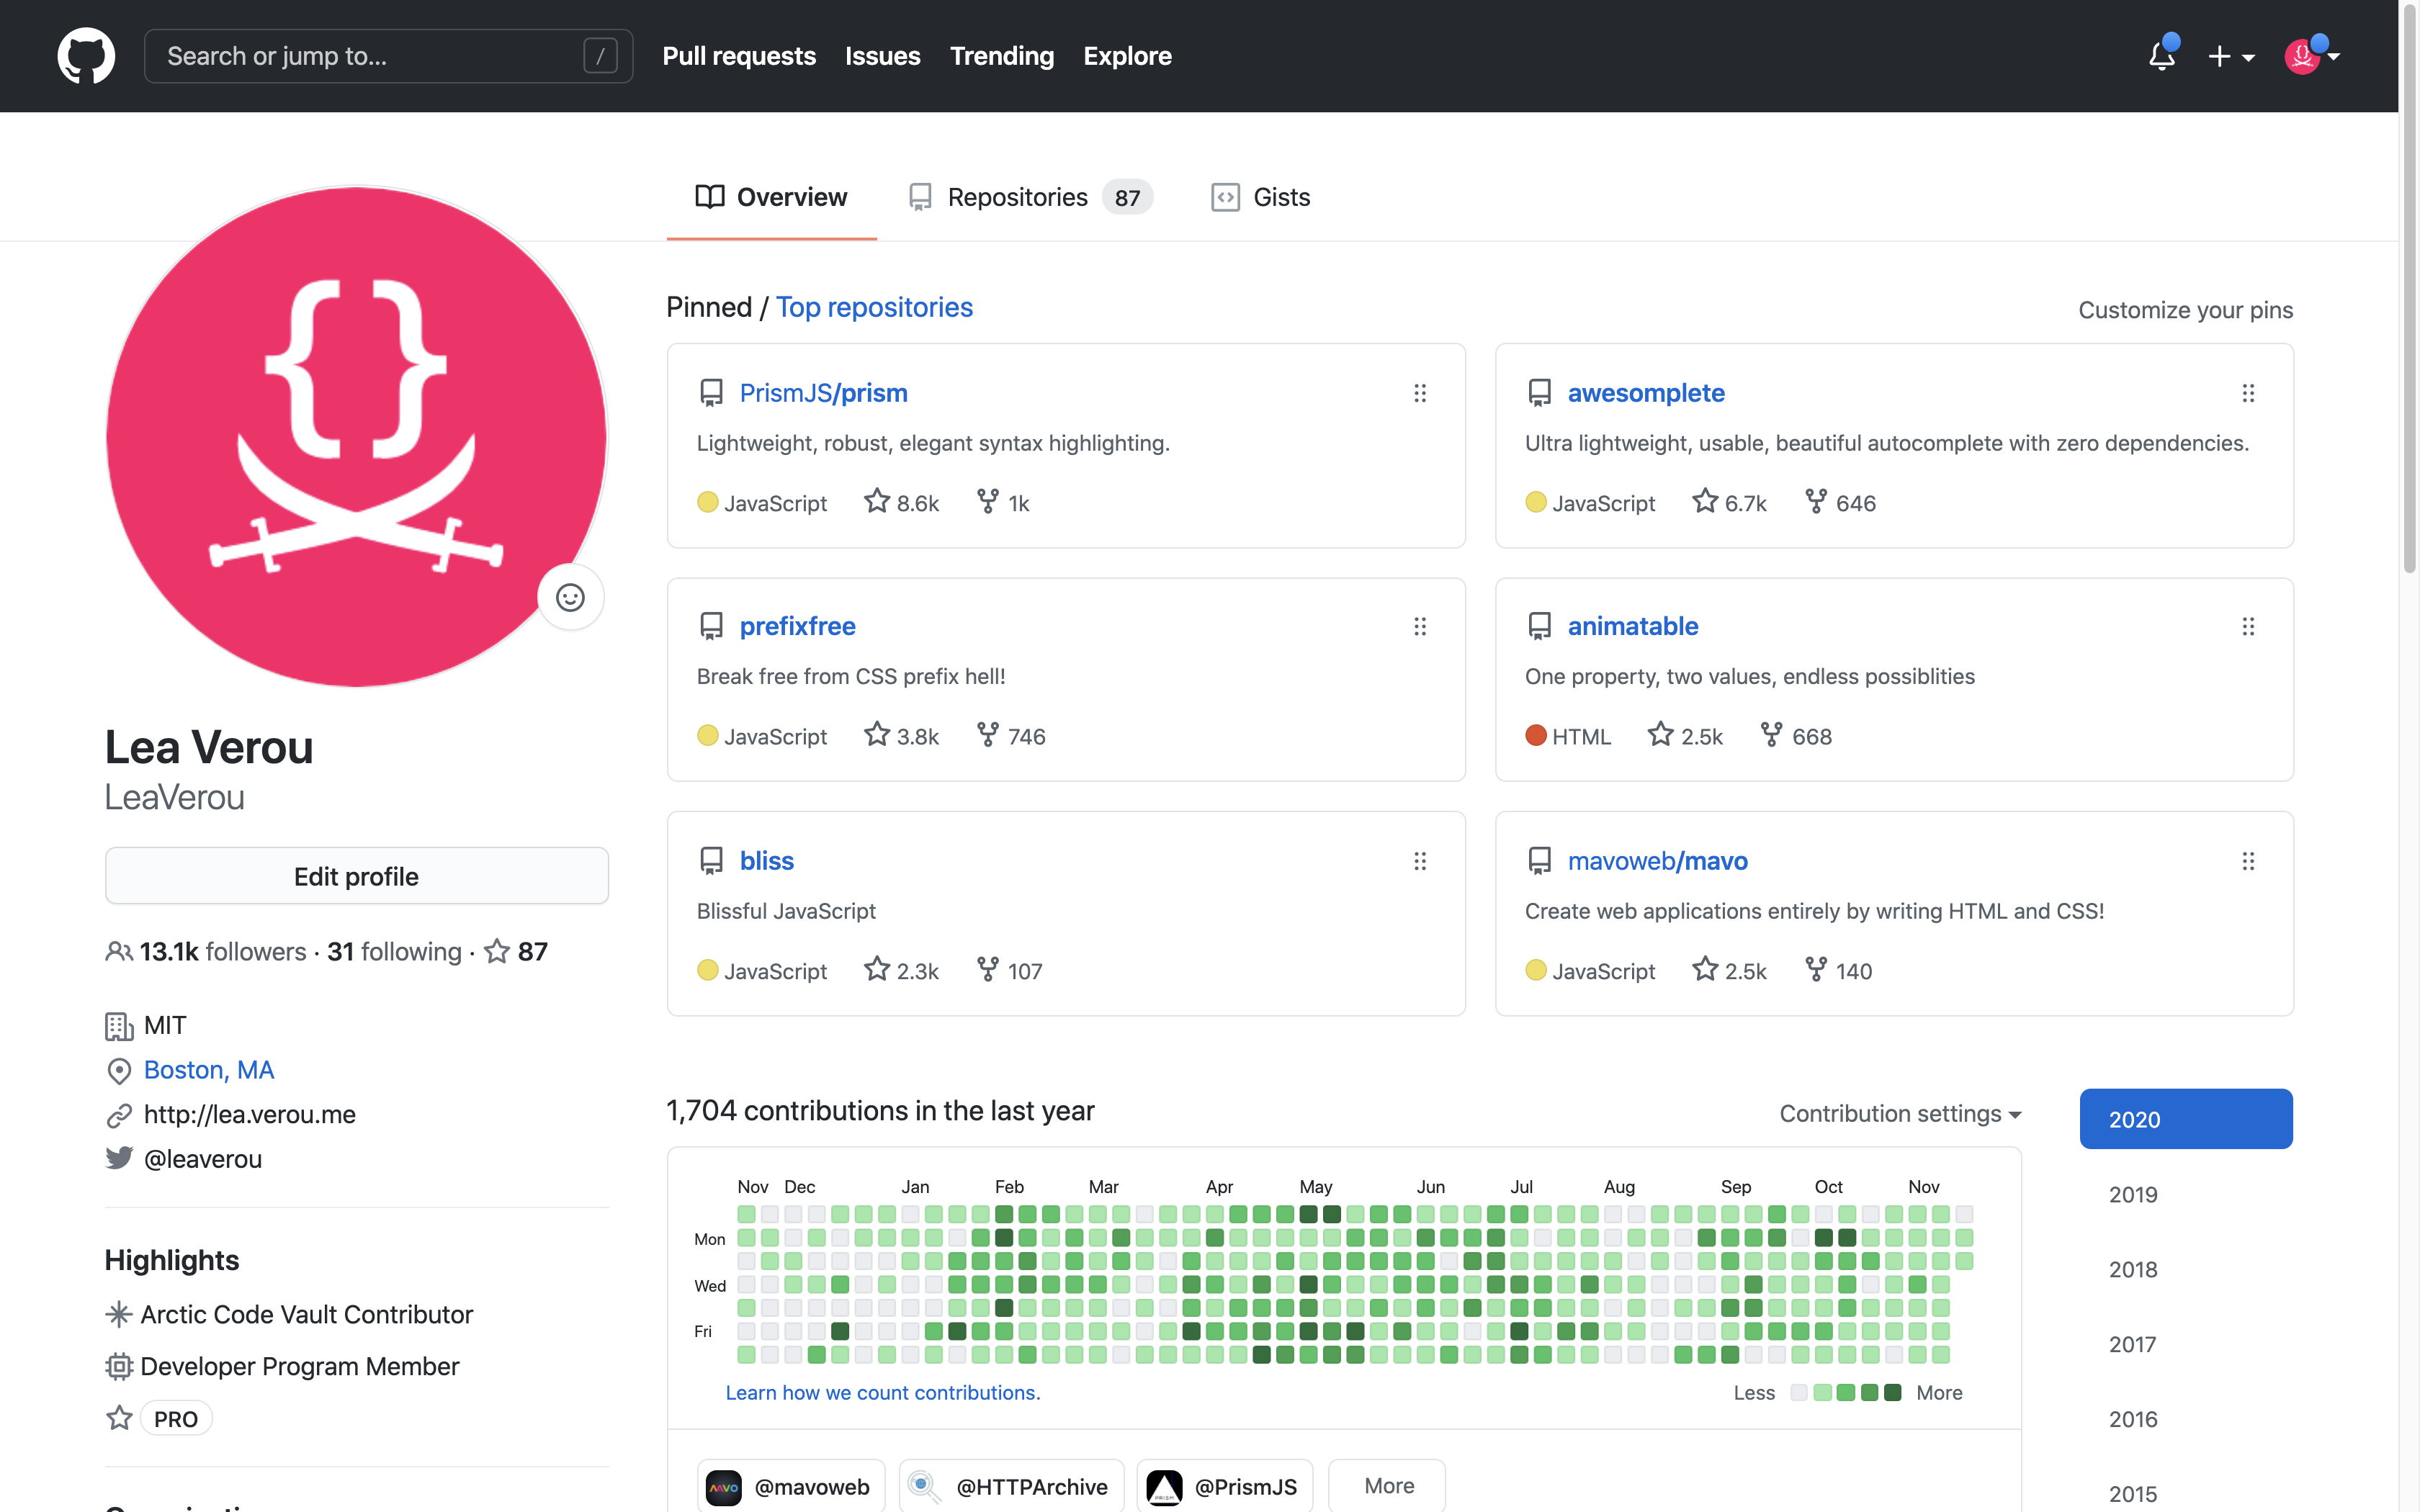 Search or jump to... /
Pull requests Issues Trending Explore
Overview Repositories 87 Gists
Lea Verou
LeaVerou
Edit profile
13.1k followers · 31 following · 87
MIT
Boston, MA
http://lea.verou.me
@leaverou
Highlights
Arctic Code Vault Contributor
Developer Program Member
PRO
Pinned / Top repositories
Customize your pins
PrismJS/prism
Lightweight, robust, elegant syntax highlighting.
JavaScript 8.6k 1k
awesomplete
Ultra lightweight, usable, beautiful autocomplete with zero dependencies.
JavaScript 6.7k 646
prefixfree
Break free from CSS prefix hell!
JavaScript 3.8k 746
animatable
One property, two values, endless possiblities
HTML 2.5k 668
bliss
Blissful JavaScript
JavaScript 2.3k 107
mavoweb/mavo
Create web applications entirely by writing HTML and CSS!
JavaScript 2.5k 140
1,704 contributions in the last year
Contribution settings
Nov Dec Jan Feb Mar Apr May Jun Jul Aug Sep Oct Nov
Mon
Wed
Fri
Learn how we count contributions.
Less More
@mavoweb @HTTPArchive @PrismJS More
2020
2019
2018
2017
2016
2015